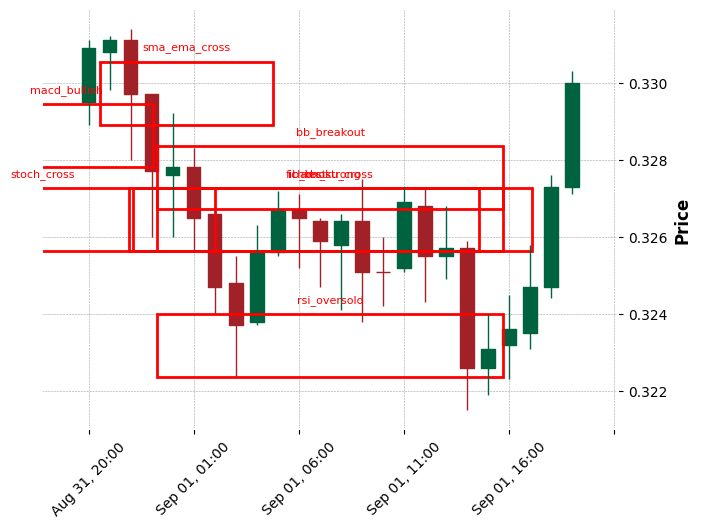 sma_ema_cross
macd_bullish
bb_breakout
stoch_cross
rsi_oversold
0.330
0.328
0.326
0.324
0.322
Price
Aug 31, 20:00
Sep 01, 01:00
Sep 01, 06:00
Sep 01, 11:00
Sep 01, 16:00